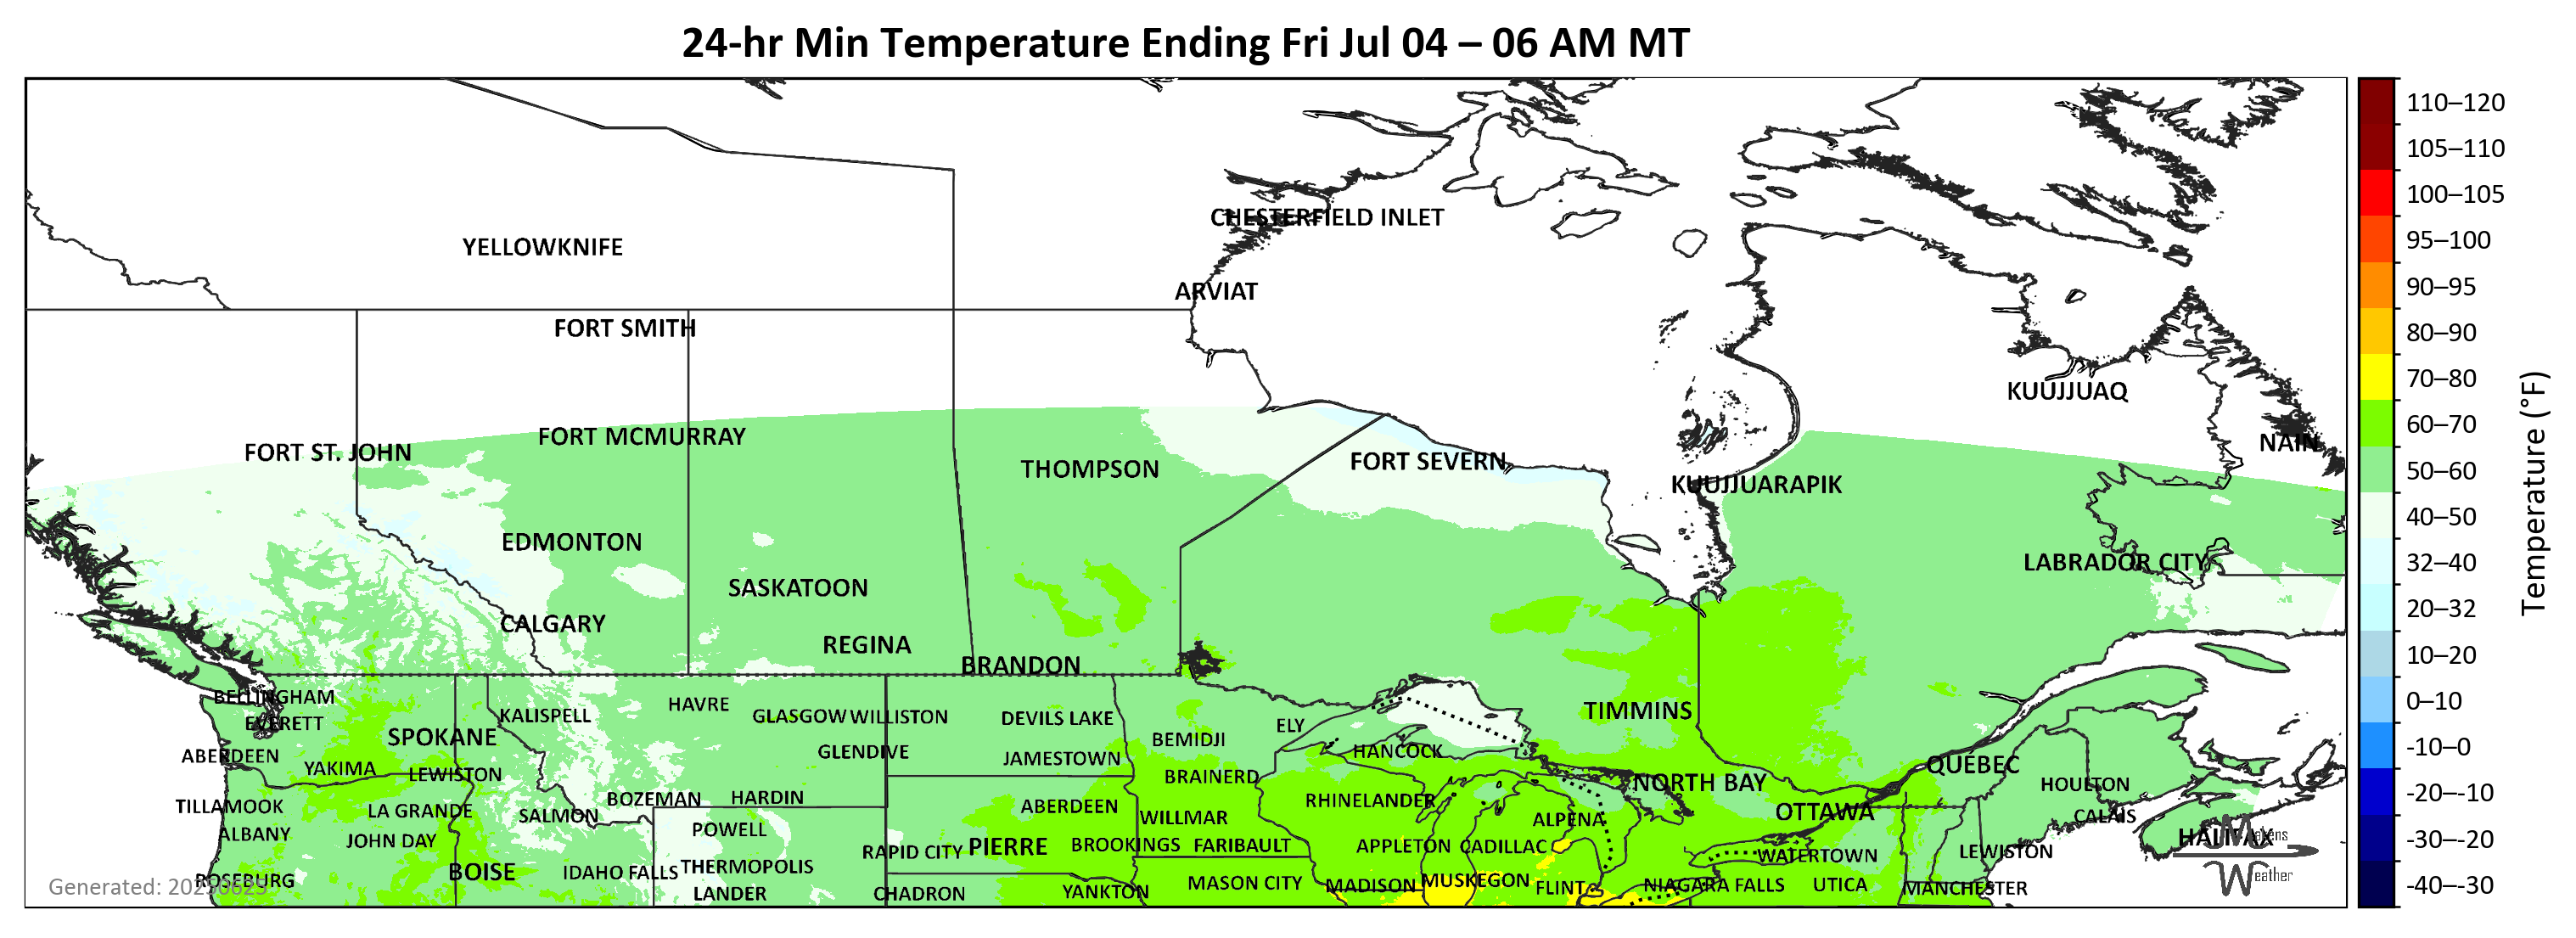 24-hr Min Temperature Ending Fri Jul 04 – 06 AM MT
110–120
105–110
100–105
95–100
90–95
80–90
70–80
60–70
50–60
40–50
32–40
20–32
10–20
0–10
-10–0
-20–-10
-30–-20
-40–-30
Temperature (°F)
CHESTERFIELD INLET
YELLOWKNIFE
ARVIAT
FORT SMITH
KUUJJUAQ
FORT MCMURRAY
NAIN
FORT ST. JOHN
FORT SEVERN
THOMPSON
KUUJJUARAPIK
EDMONTON
LABRADOR CITY
SASKATOON
CALGARY
REGINA
BRANDON
BELLINGHAM
HAVRE
TIMMINS
KALISPELL
GLASGOW
WILLISTON
DEVILS LAKE
EVERETT
ELY
SPOKANE
BEMIDJI
GLENDIVE
HANCOCK
ABERDEEN
JAMESTOWN
QUÉBEC
YAKIMA
LEWISTON
BRAINERD
NORTH BAY
HOULTON
BOZEMAN
HARDIN
RHINELANDER
TILLAMOOK
ABERDEEN
LA GRANDE
SALMON
OTTAWA
WILLMAR
CALAIS
ALPENA
POWELL
ALBANY
HALIFAX
JOHN DAY
PIERRE
BROOKINGS
FARIBAULT
APPLETON
CADILLAC
RAPID CITY
LEWISTON
WATERTOWN
THERMOPOLIS
BOISE
IDAHO FALLS
ROSEBURG
MUSKEGON
MASON CITY
MADISON
FLINT
NIAGARA FALLS
UTICA
MANCHESTER
LANDER
CHADRON
YANKTON
Generated: 20250625
Makens
Weather